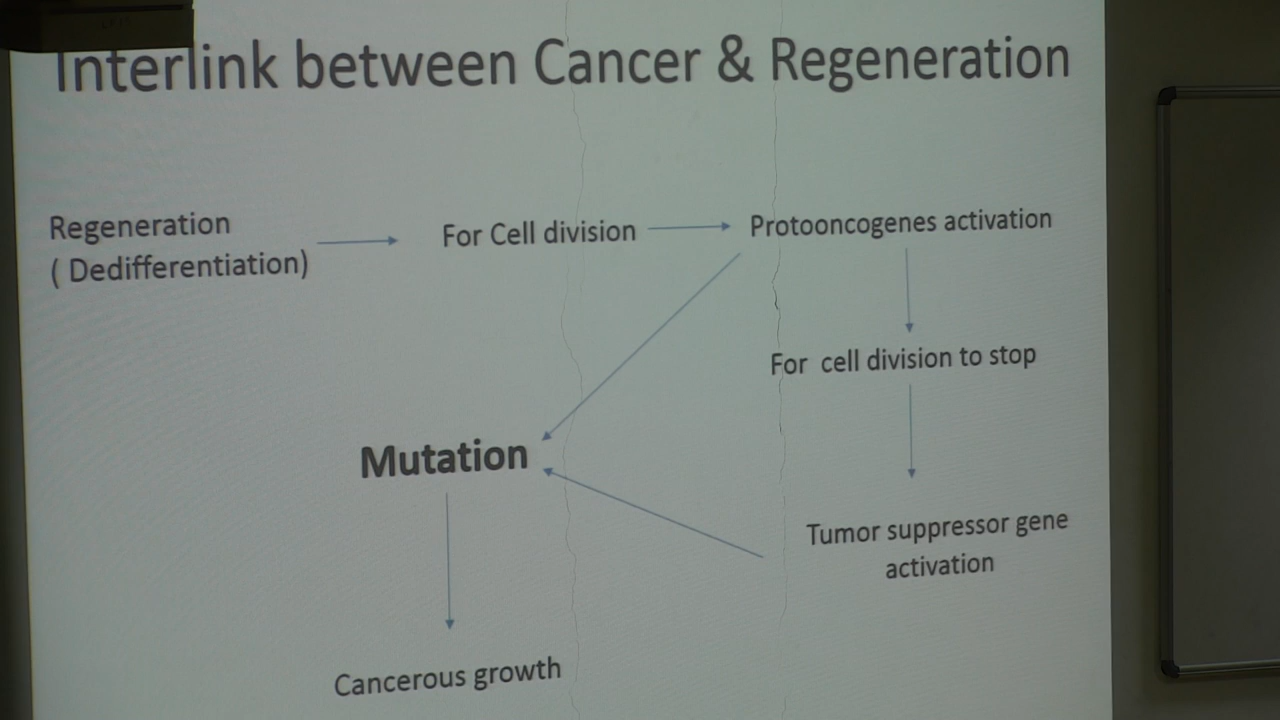 Interlink between Cancer & Regeneration
Regeneration
( Dedifferentiation)
For Cell division
Protooncogenes activation
For cell division to stop
Mutation
Tumor suppressor gene
activation
Cancerous growth